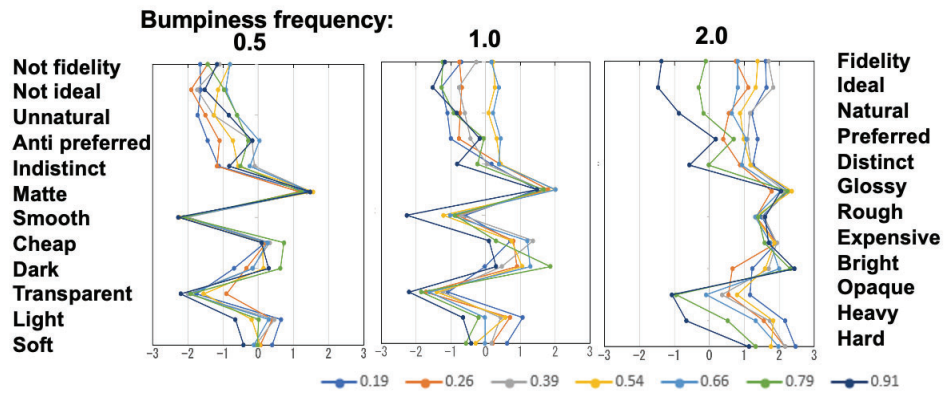 Bumpiness frequency:
0.5 1.0 2.0
Not fidelity Fidelity
Not ideal Ideal
Unnatural Natural
Anti preferred Preferred
Indistinct Distinct
Matte Glossy
Smooth Rough
Cheap Expensive
Dark Bright
Transparent Opaque
Light Heavy
Soft Hard
−3 −2 −1 0 1 2 3 −3 −2 −1 0 1 2 3 −3 −2 −1 0 1 2 3
0.19 0.26 0.39 0.54 0.66 0.79 0.91